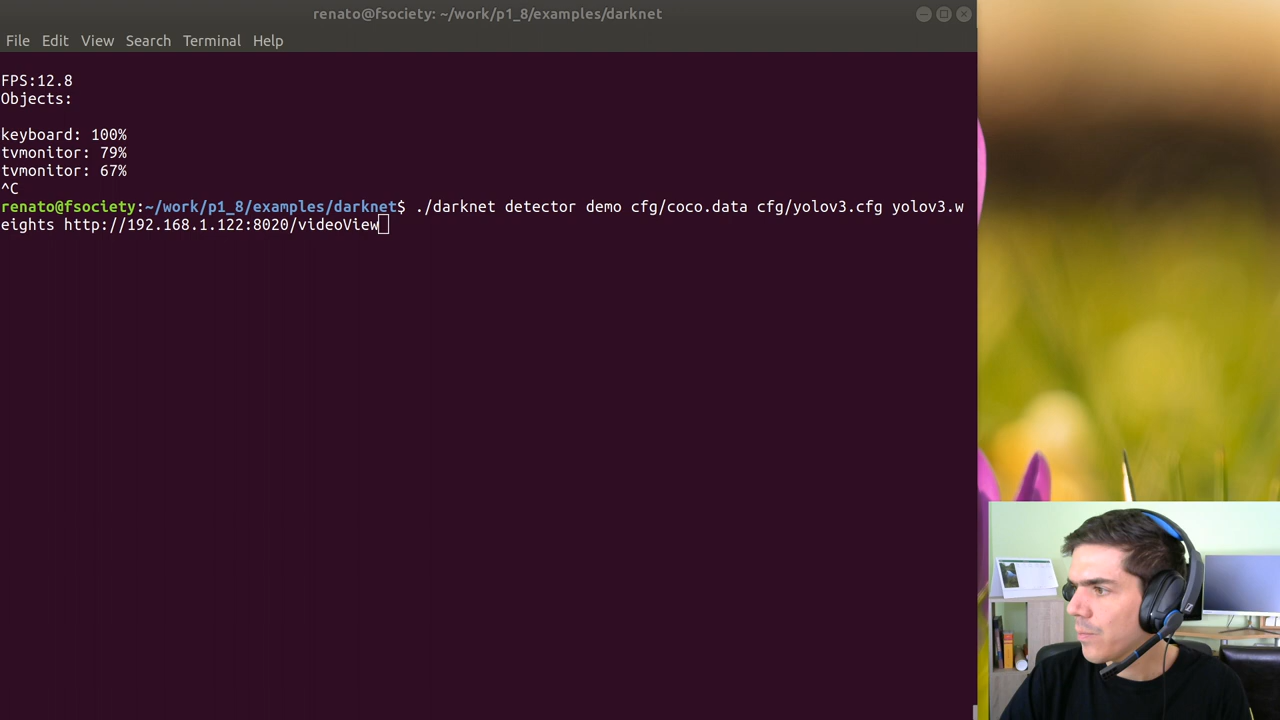 renato@fsociety: ~/work/p1_8/examples/darknet
File Edit View Search Terminal Help
FPS:12.8
Objects:
keyboard: 100%
tvmonitor: 79%
tvmonitor: 67%
^C
renato@fsociety:~/work/p1_8/examples/darknet$ ./darknet detector demo cfg/coco.data cfg/yolov3.cfg yolov3.w
eights http://192.168.1.122:8020/videoView